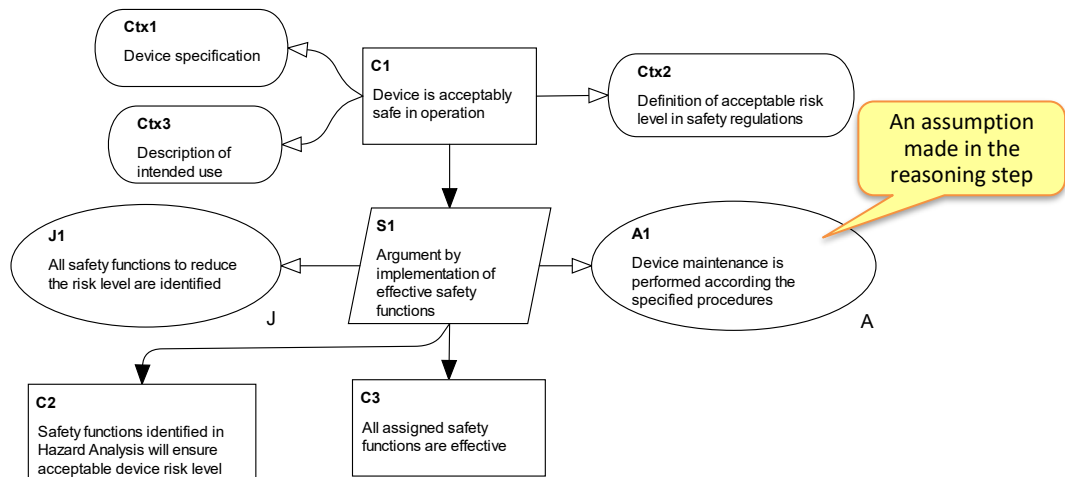 Ctx1
Device specification
C1
Device is acceptably
safe in operation
Ctx2
Definition of acceptable risk
level in safety regulations
Ctx3
Description of
intended use
An assumption
made in the
reasoning step
J1
All safety functions to reduce
the risk level are identified
J
S1
Argument by
implementation of
effective safety
functions
A1
Device maintenance is
performed according the
specified procedures
A
C2
Safety functions identified in
Hazard Analysis will ensure
acceptable device risk level
C3
All assigned safety
functions are effective